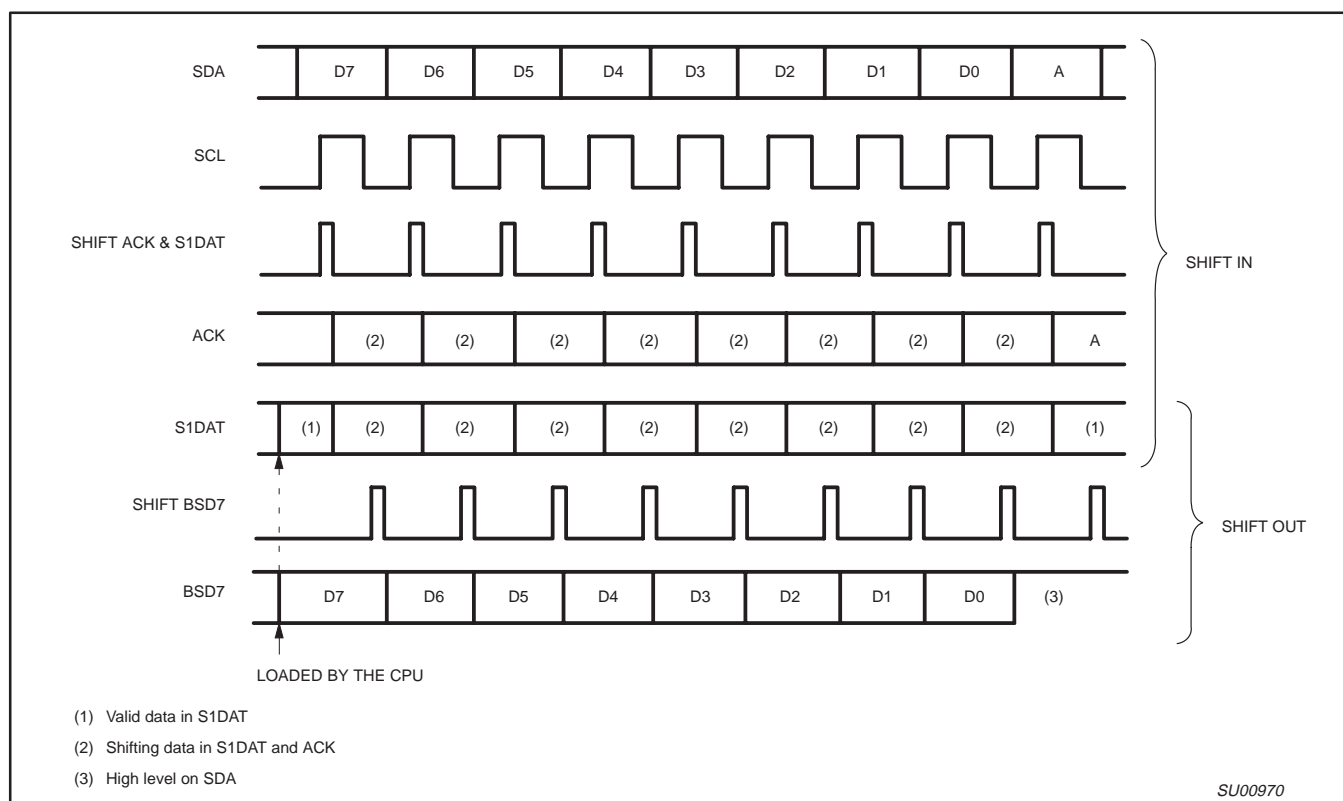 SDA D7 D6 D5 D4 D3 D2 D1 D0 A
SCL
SHIFT ACK & S1DAT
SHIFT IN
ACK (2) (2) (2) (2) (2) (2) (2) (2) A
S1DAT (1) (2) (2) (2) (2) (2) (2) (2) (2) (1)
SHIFT BSD7
SHIFT OUT
BSD7 D7 D6 D5 D4 D3 D2 D1 D0 (3)
LOADED BY THE CPU
(1) Valid data in S1DAT
(2) Shifting data in S1DAT and ACK
(3) High level on SDA
SU00970